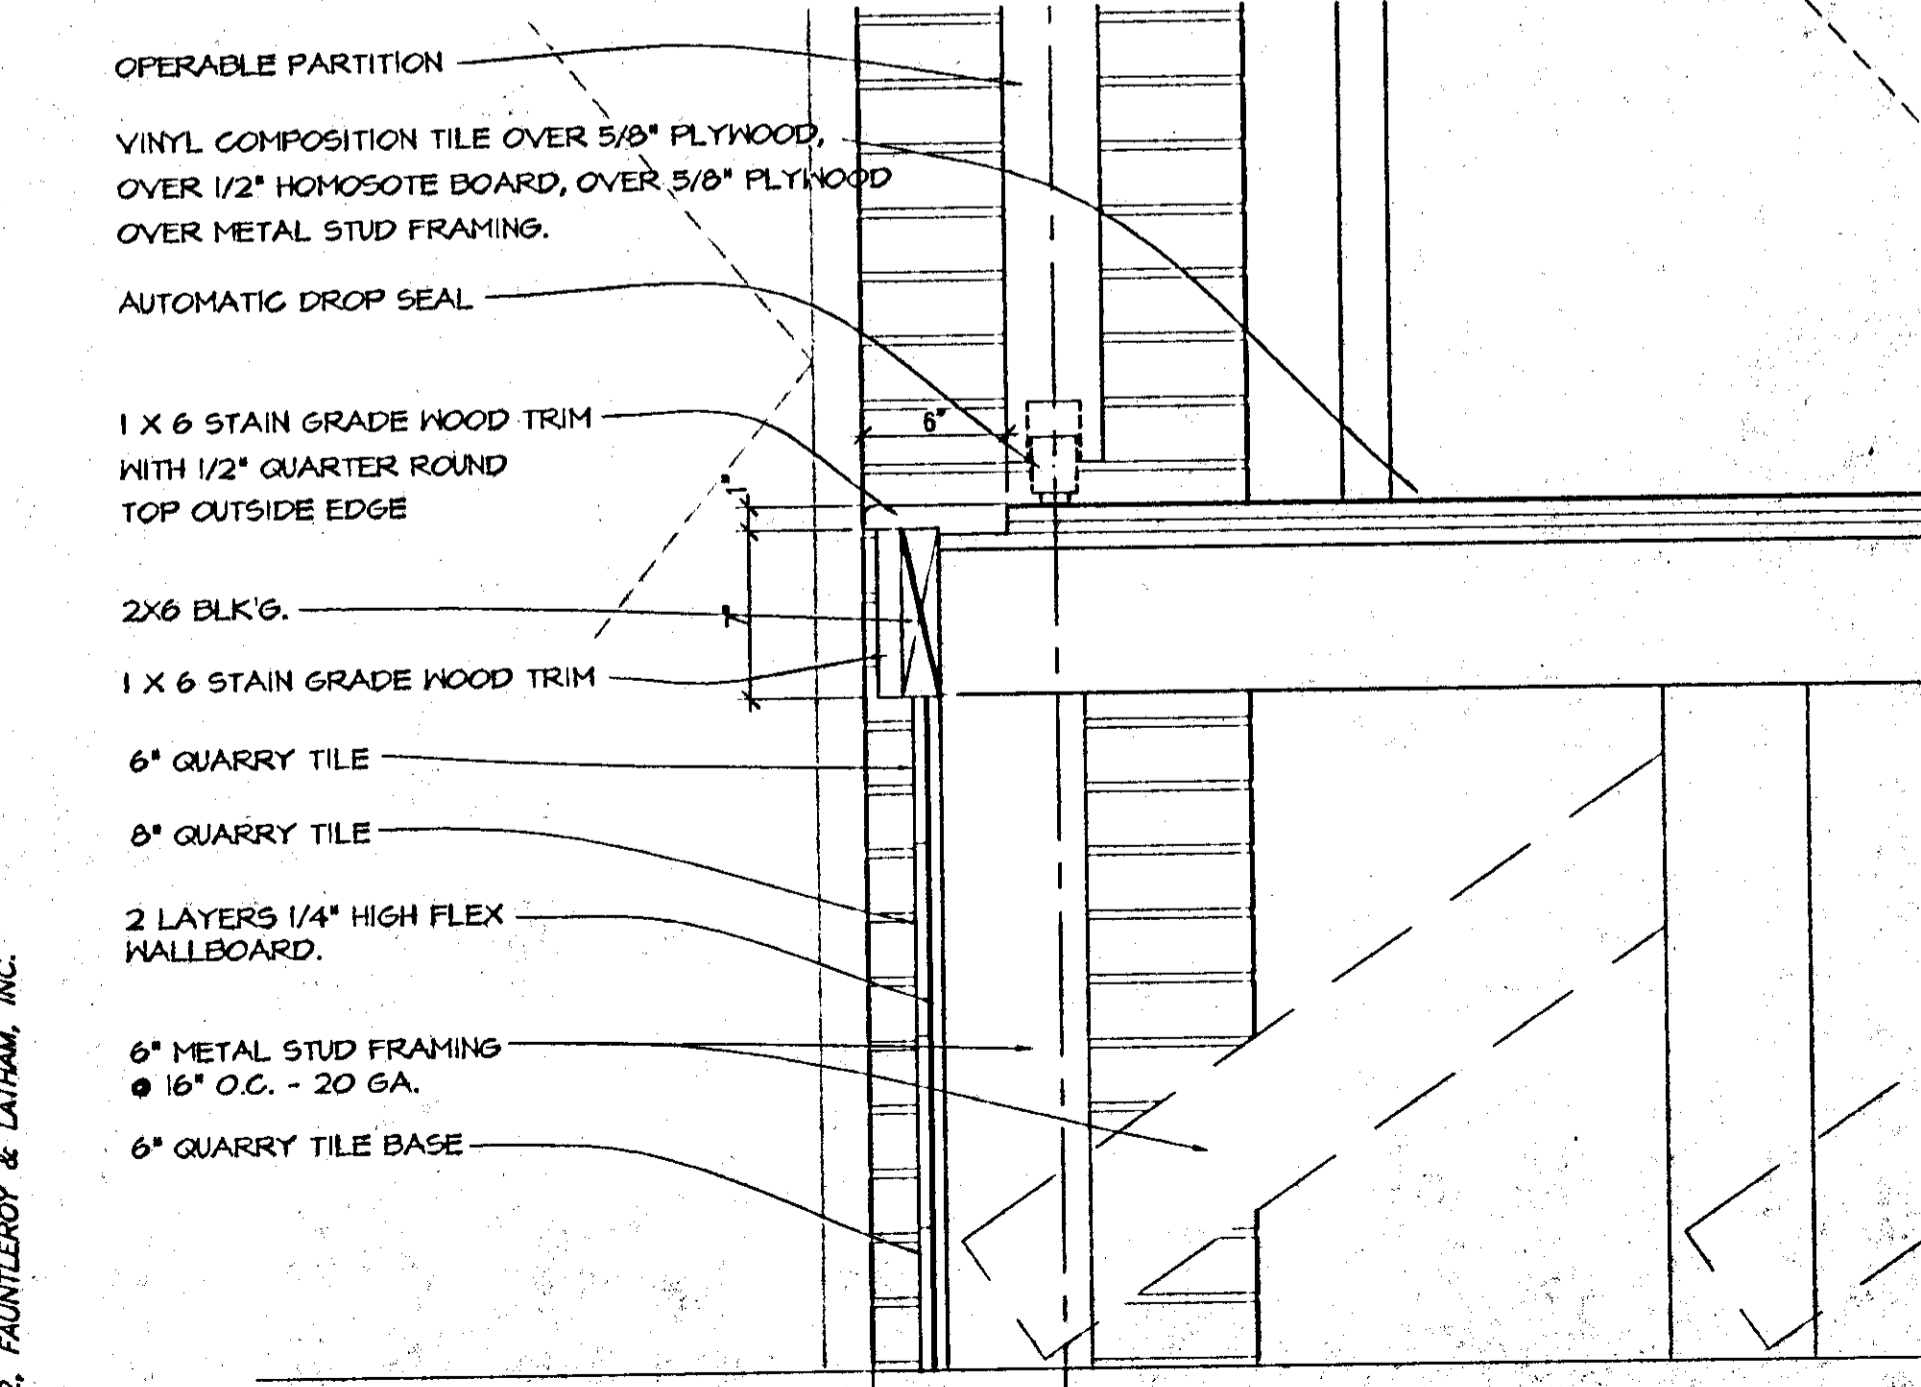 OPERABLE PARTITION
VINYL COMPOSITION TILE OVER 5/8" PLYWOOD,
OVER 1/2" HOMOSOTE BOARD, OVER 5/8" PLYWOOD
OVER METAL STUD FRAMING.
AUTOMATIC DROP SEAL
1 X 6 STAIN GRADE WOOD TRIM
WITH 1/2" QUARTER ROUND
TOP OUTSIDE EDGE
6"
1"
2X6 BLK'G.
1 X 6 STAIN GRADE WOOD TRIM
6" QUARRY TILE
8" QUARRY TILE
2 LAYERS 1/4" HIGH FLEX
WALLBOARD.
6" METAL STUD FRAMING
@ 16" O.C. - 20 GA.
6" QUARRY TILE BASE
FAUNTLEROY & LATHAM, INC.